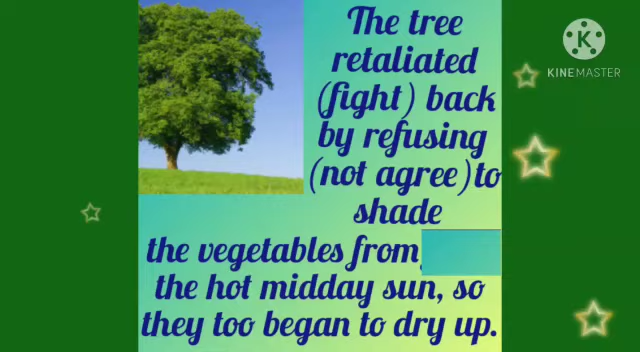 The tree
retaliated
(fight) back
by refusing
(not agree)to
shade
the vegetables from
the hot midday sun, so
they too began to dry up.
K
KINEMASTER